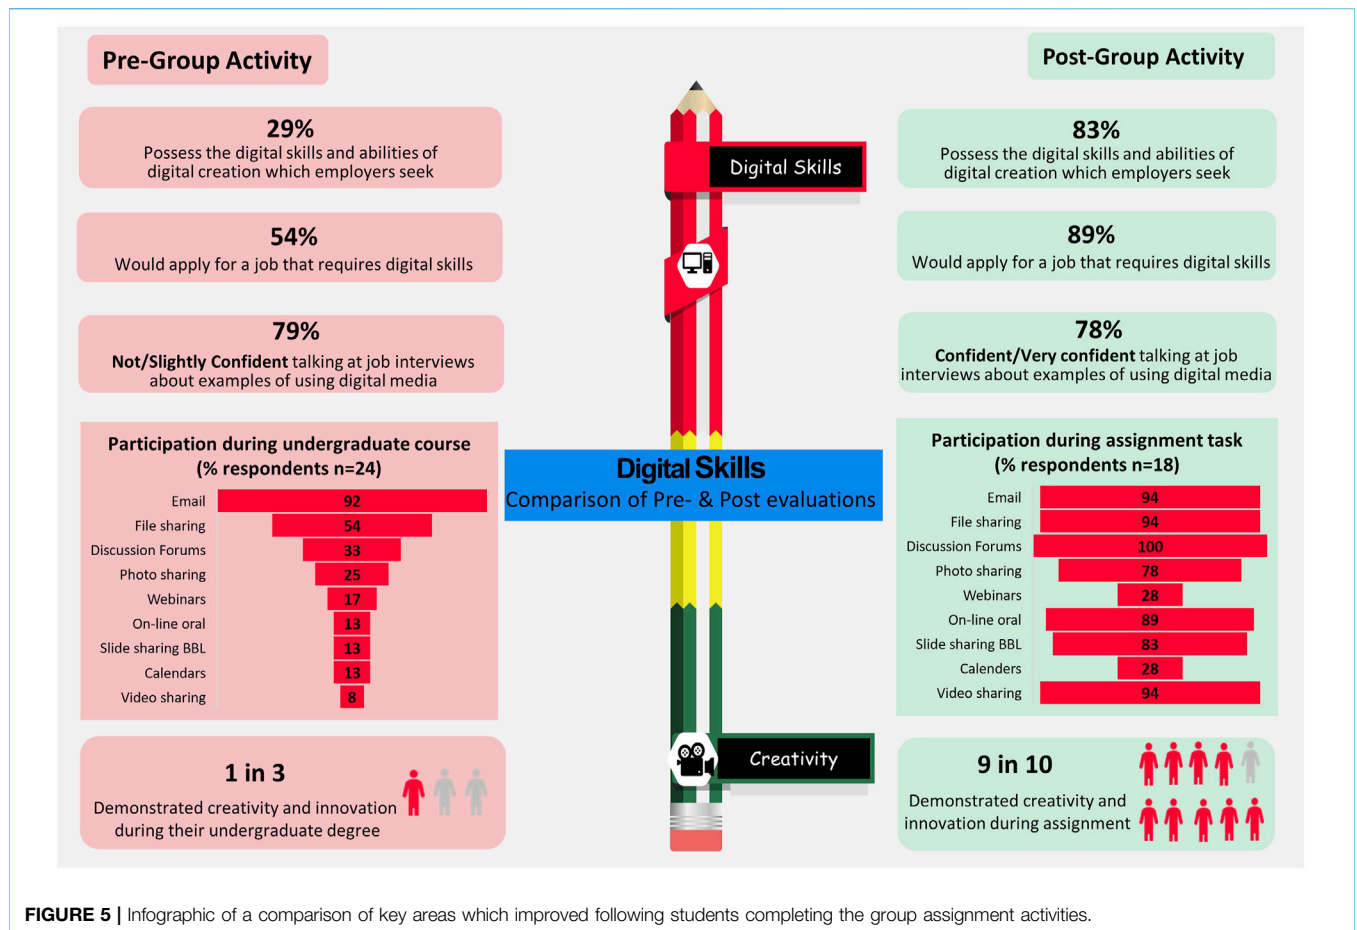 Pre-Group Activity
29%
Possess the digital skills and abilities of
digital creation which employers seek
54%
Would apply for a job that requires digital skills
79%
Not/Slightly Confident talking at job interviews
about examples of using digital media
Participation during undergraduate course
(% respondents n=24)
Email 92
File sharing 54
Discussion Forums 33
Photo sharing 25
Webinars 17
On-line oral 13
Slide sharing BBL 13
Calendars 13
Video sharing 8
1 in 3
Demonstrated creativity and innovation
during their undergraduate degree
Digital Skills
Digital Skills
Comparison of Pre- & Post evaluations
Creativity
Post-Group Activity
83%
Possess the digital skills and abilities of
digital creation which employers seek
89%
Would apply for a job that requires digital skills
78%
Confident/Very confident talking at job
interviews about examples of using digital media
Participation during assignment task
(% respondents n=18)
Email 94
File sharing 94
Discussion Forums 100
Photo sharing 78
Webinars 28
On-line oral 89
Slide sharing BBL 83
Calenders 28
Video sharing 94
9 in 10
Demonstrated creativity and
innovation during assignment
FIGURE 5 | Infographic of a comparison of key areas which improved following students completing the group assignment activities.